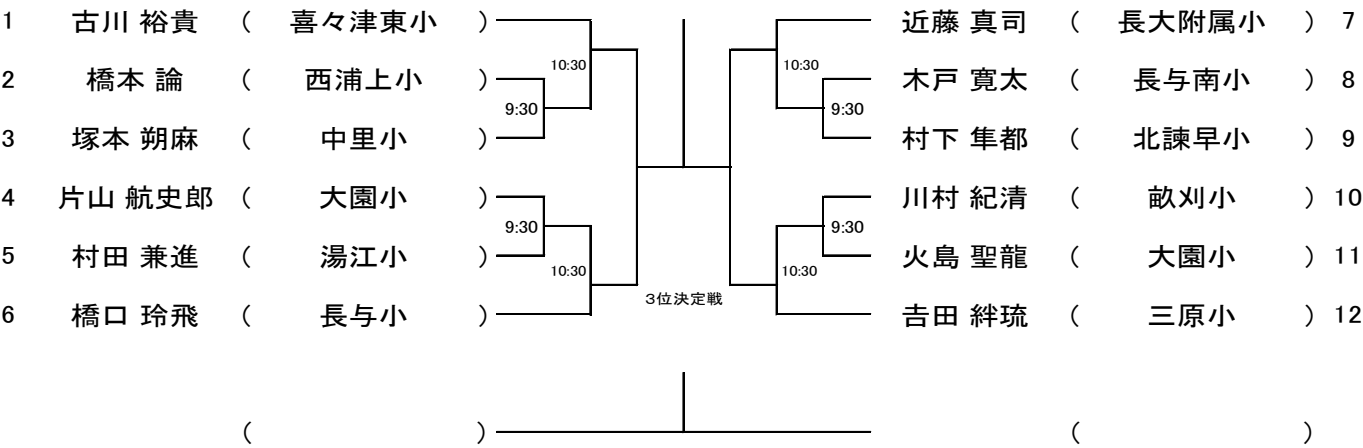 1 古川 裕貴 ( 喜々津東小 ) 近藤 真司 ( 長大附属小 ) 7
10:30 10:30
2 橋本 論 ( 西浦上小 ) 木戸 寛太 ( 長与南小 ) 8
9:30 9:30
3 塚本 朔麻 ( 中里小 ) 村下 隼都 ( 北諫早小 ) 9
4 片山 航史郎 ( 大園小 ) 川村 紀清 ( 畝刈小 ) 10
9:30 9:30
5 村田 兼進 ( 湯江小 ) 火島 聖龍 ( 大園小 ) 11
10:30 10:30
3位決定戦
6 橋口 玲飛 ( 長与小 ) 𠮷田 絆琉 ( 三原小 ) 12
( ) ( )